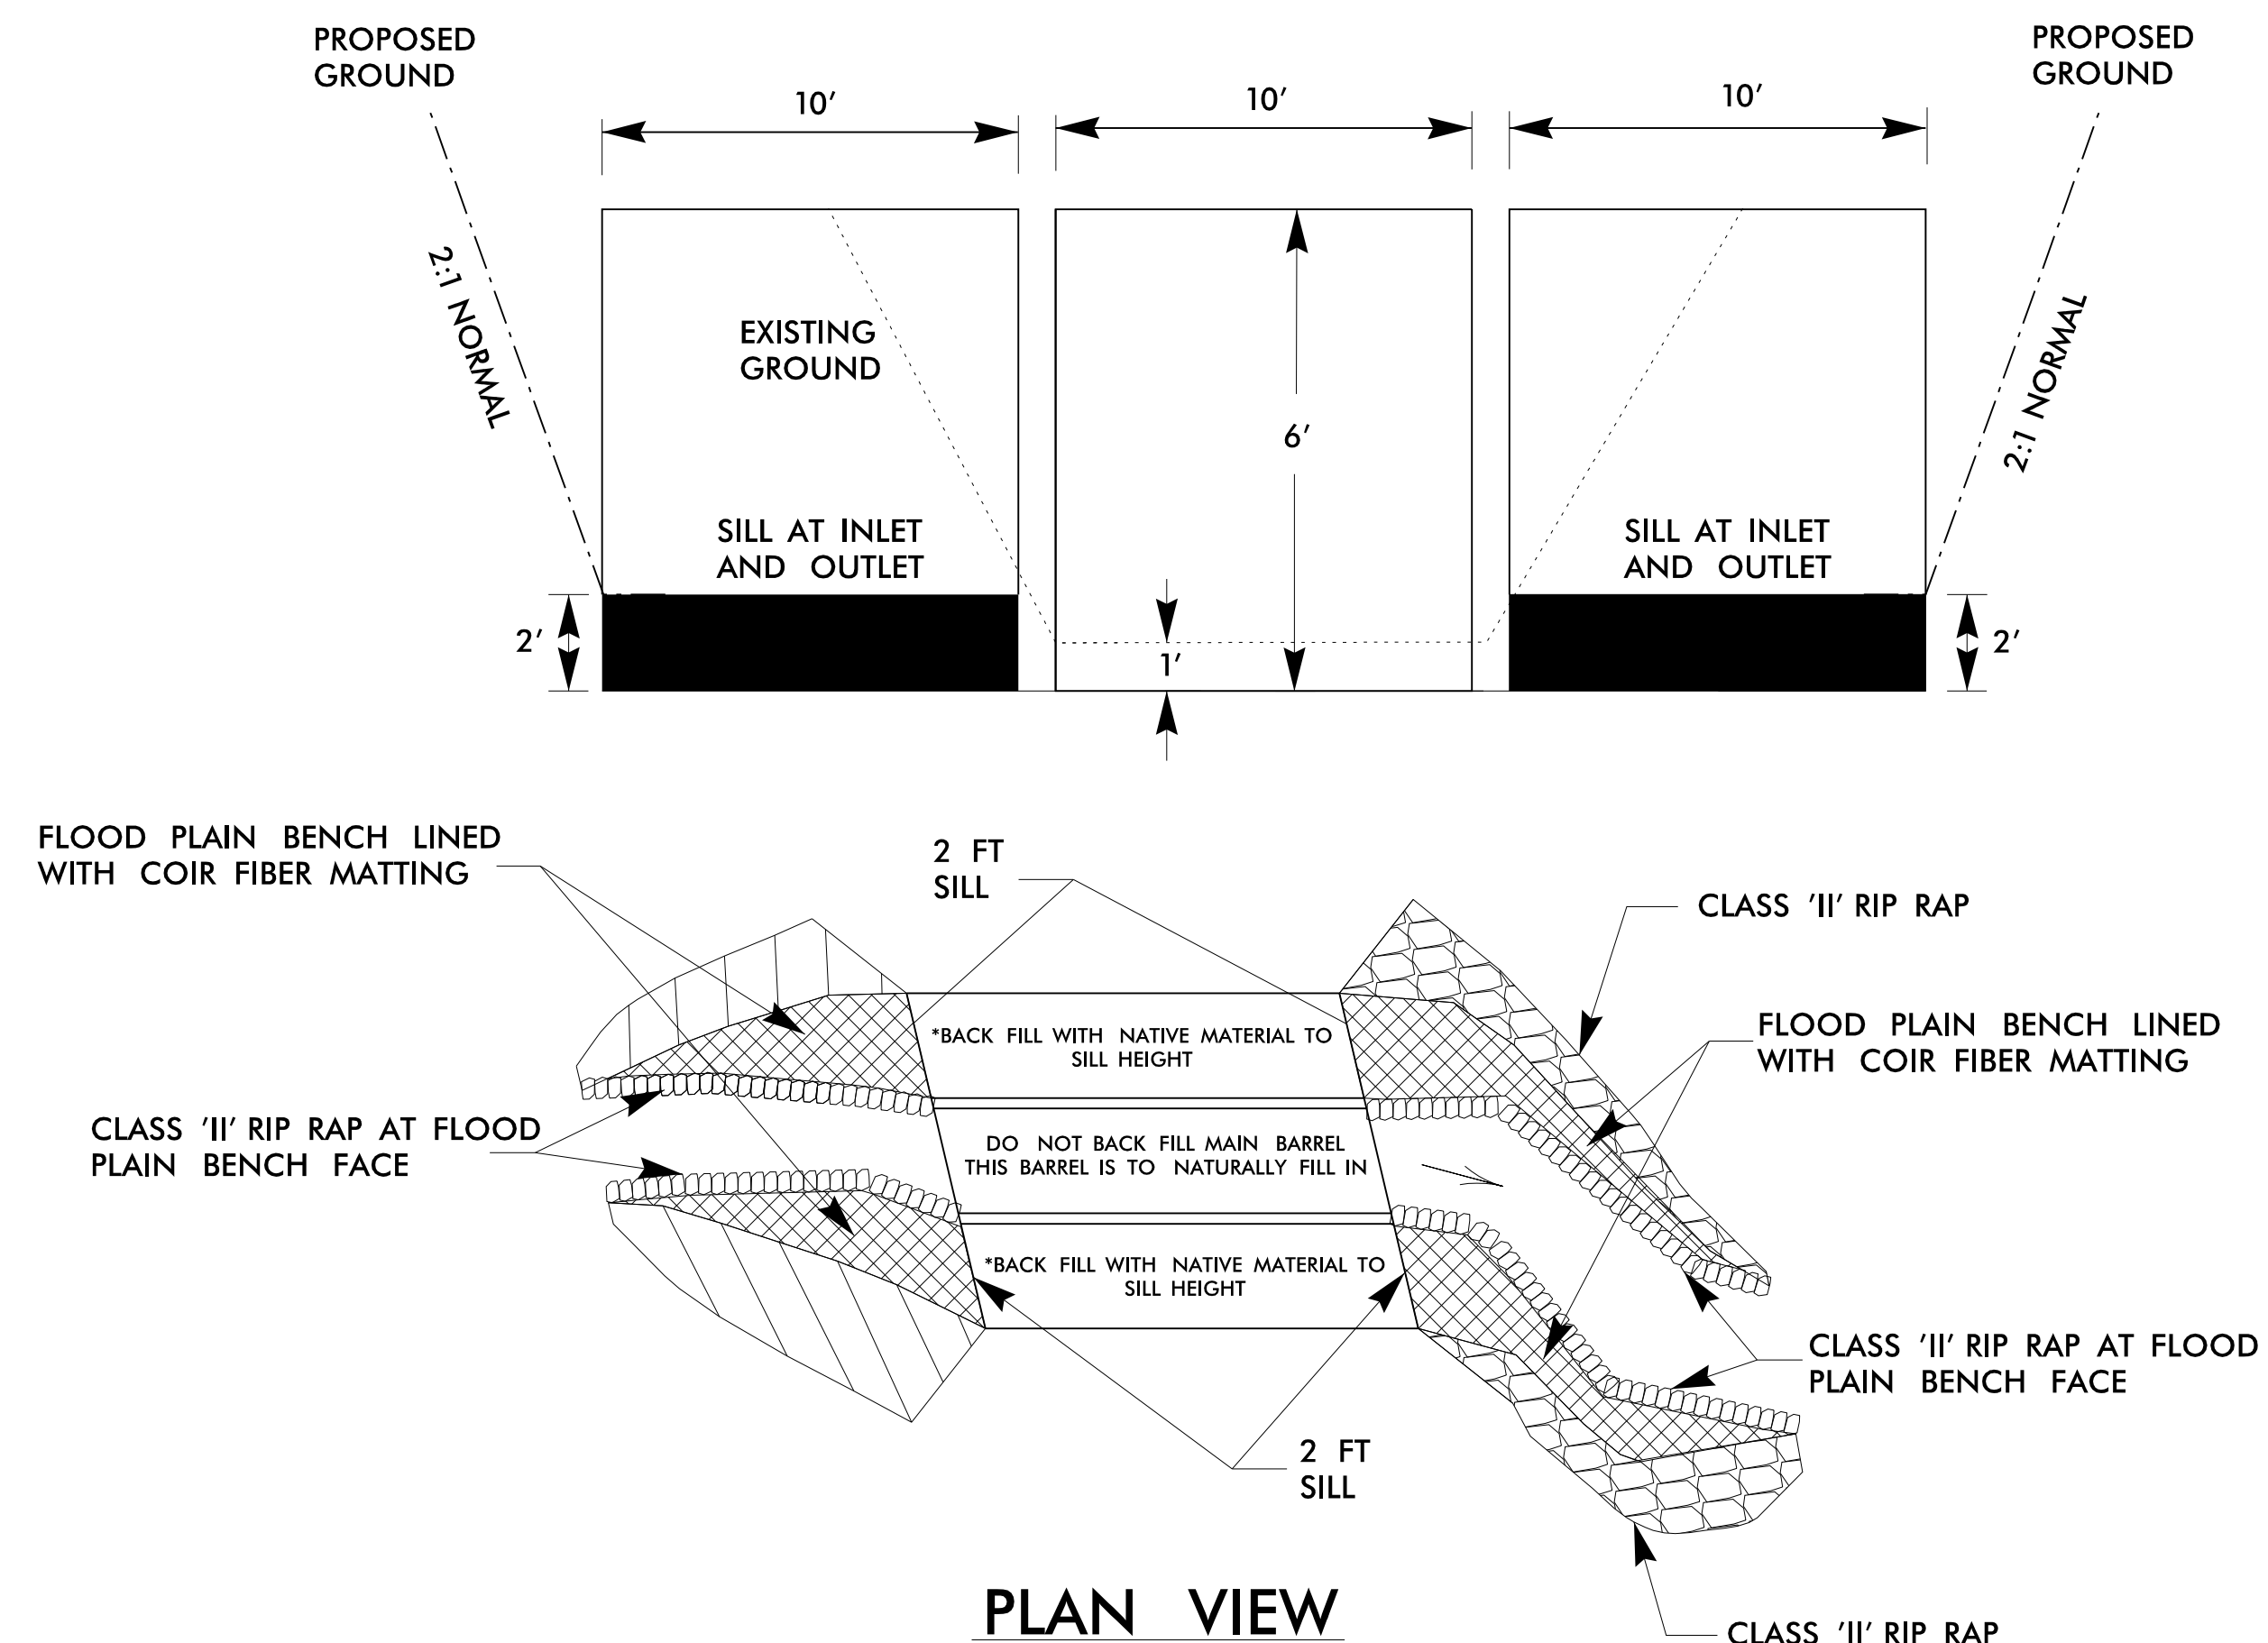 PROPOSED
GROUND
PROPOSED
GROUND
10'
10'
10'
2:1 NORMAL
2:1 NORMAL
EXISTING
GROUND
6'
SILL AT INLET
AND OUTLET
SILL AT INLET
AND OUTLET
2'
1'
2'
FLOOD PLAIN BENCH LINED
WITH COIR FIBER MATTING
2 FT
SILL
CLASS 'II' RIP RAP
*BACK FILL WITH NATIVE MATERIAL TO
SILL HEIGHT
FLOOD PLAIN BENCH LINED
WITH COIR FIBER MATTING
CLASS 'II' RIP RAP AT FLOOD
PLAIN BENCH FACE
DO NOT BACK FILL MAIN BARREL
THIS BARREL IS TO NATURALLY FILL IN
*BACK FILL WITH NATIVE MATERIAL TO
SILL HEIGHT
CLASS 'II' RIP RAP AT FLOOD
PLAIN BENCH FACE
2 FT
SILL
PLAN VIEW
CLASS 'II' RIP RAP